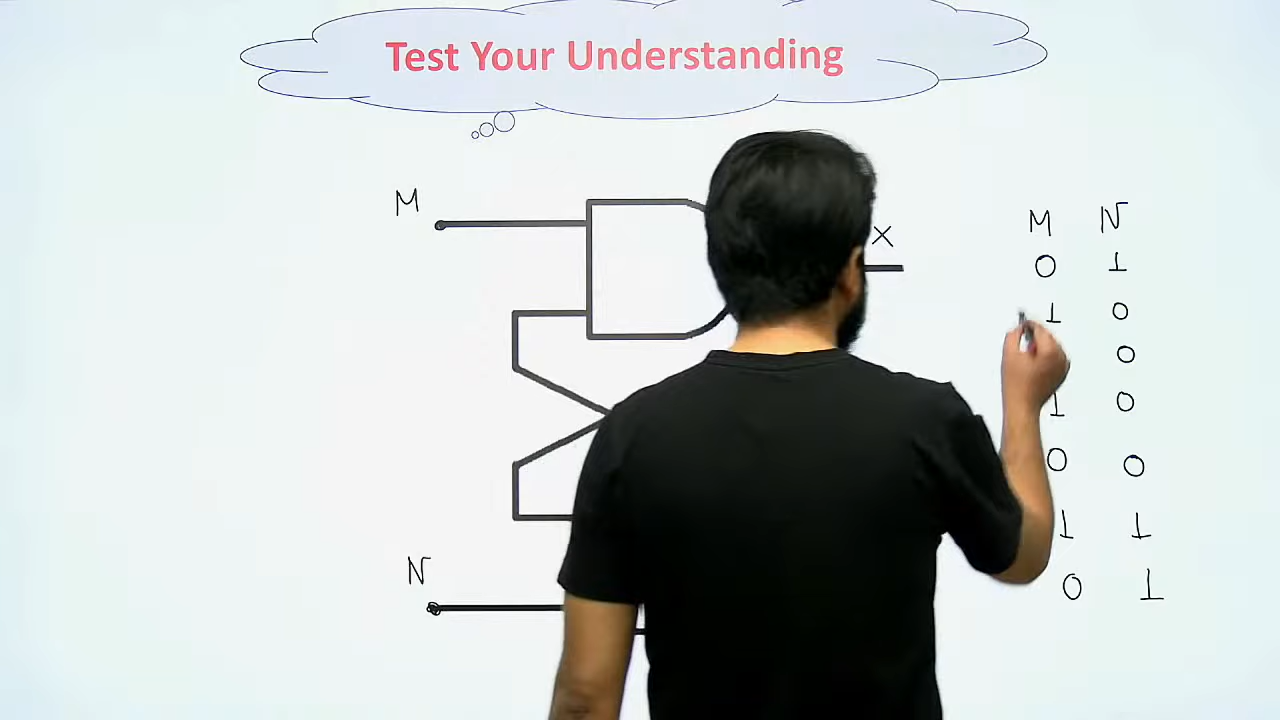 Test Your Understanding
M
X
M N
0 1
1 0
0
1 0
0 0
1 1
0 1
N